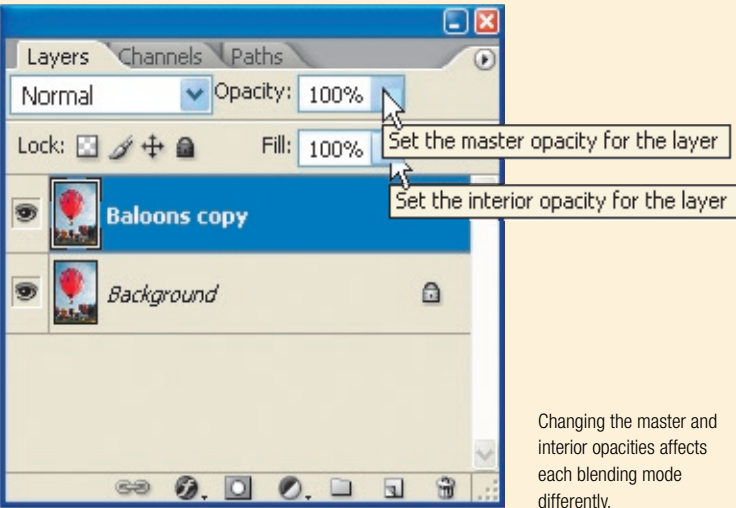 Layers Channels Paths
Normal Opacity: 100%
Set the master opacity for the layer
Lock: Fill: 100%
Set the interior opacity for the layer
Baloons copy
Background
Changing the master and
interior opacities affects
each blending mode
differently.